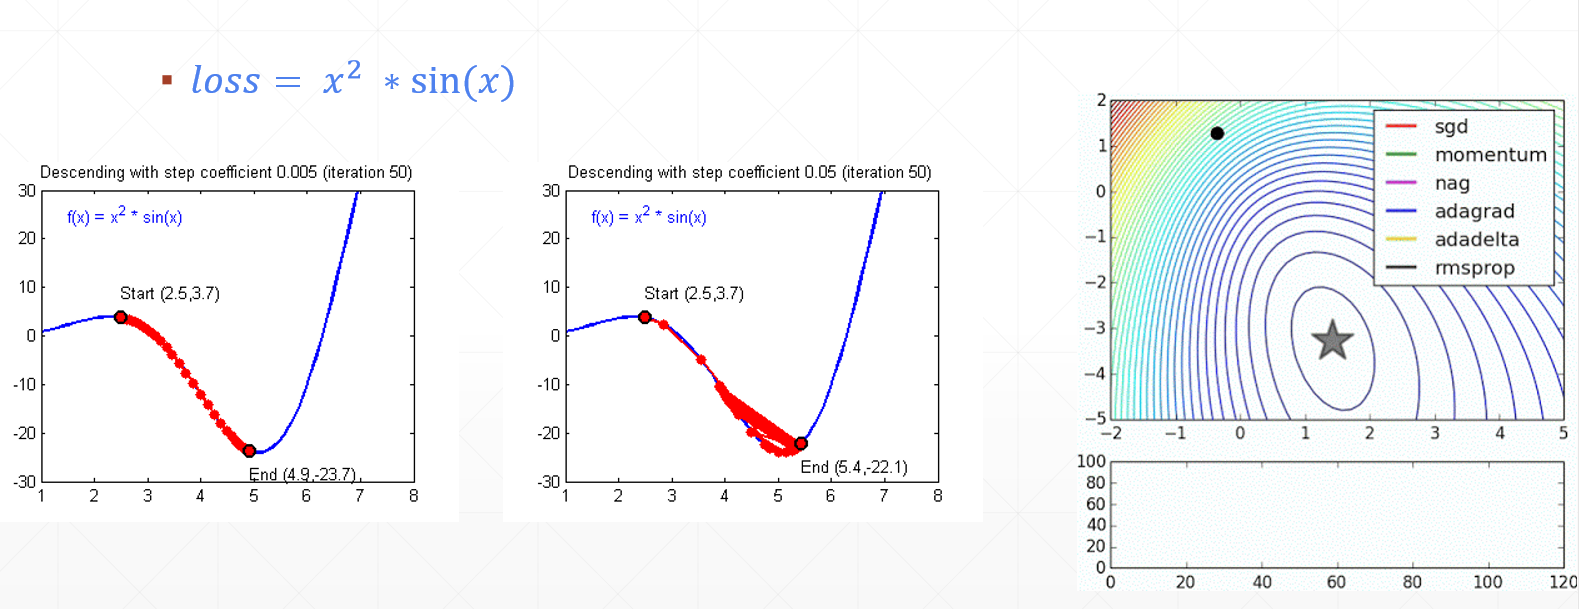 ▪ loss = x² * sin(x)
Descending with step coefficient 0.005 (iteration 50)
30
20
10
0
-10
-20
-30
1 2 3 4 5 6 7 8
f(x) = x² * sin(x)
Start (2.5,3.7)
End (4.9,-23.7)
Descending with step coefficient 0.05 (iteration 50)
30
20
10
0
-10
-20
-30
1 2 3 4 5 6 7 8
f(x) = x² * sin(x)
Start (2.5,3.7)
End (5.4,-22.1)
2
1
0
−1
−2
−3
−4
−5
−2 −1 0 1 2 3 4 5
sgd
momentum
nag
adagrad
adadelta
rmsprop
100
80
60
40
20
0
0 20 40 60 80 100 120